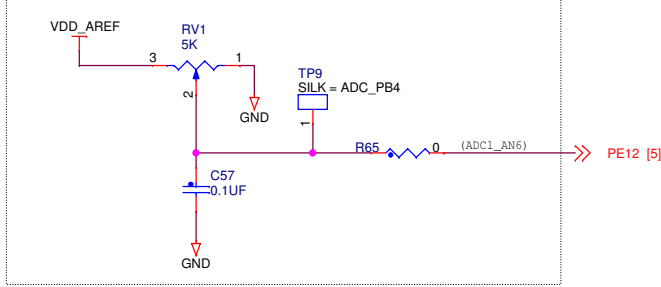 VDD_AREF
RV1
5K
3
1
2
GND
TP9
SILK = ADC_PB4
1
R65
0
(ADC1_AN6)
PE12 [5]
C57
0.1UF
GND